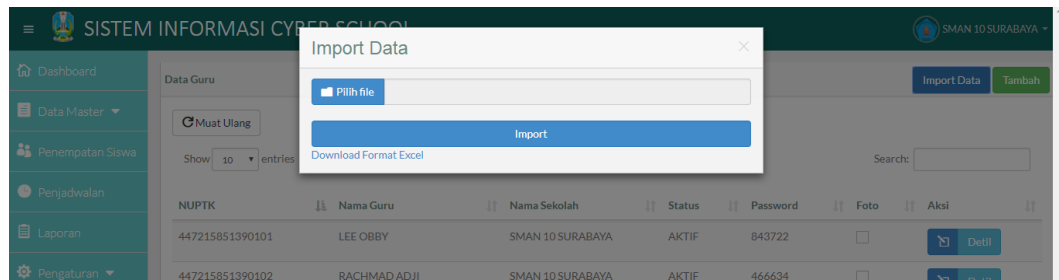 SISTEM INFORMASI CYBER SCHOOL
SMAN 10 SURABAYA
Import Data
×
Dashboard
Data Guru
Import Data
Tambah
Pilih file
Data Master
Muat Ulang
Import
Download Format Excel
Penempatan Siswa
Show 10 entries
Search:
Penjadwalan
NUPTK Nama Guru Nama Sekolah Status Password Foto Aksi
Laporan
447215851390101 LEE OBBY SMAN 10 SURABAYA AKTIF 843722 Detil
Pengaturan
447215851390102 RACHMAD ADJI SMAN 10 SURABAYA AKTIF 466634 Detil